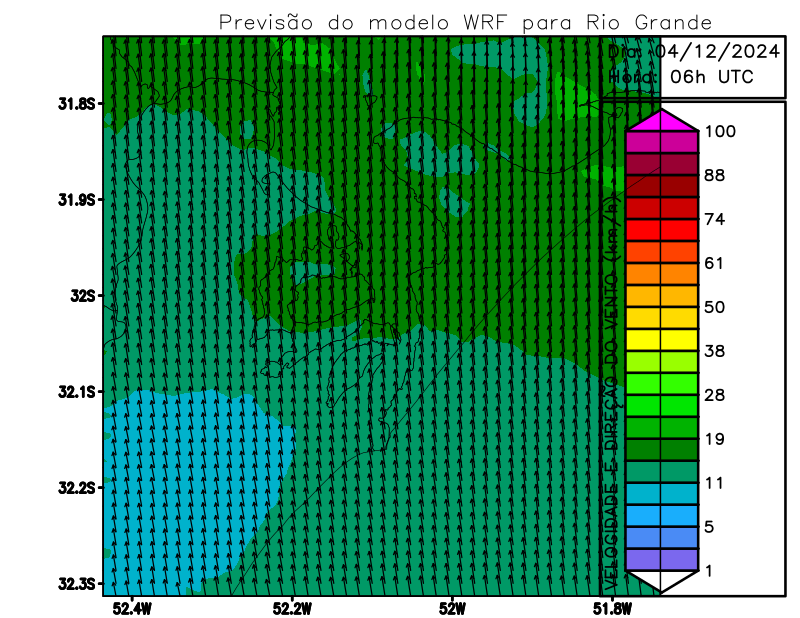 Previsão do modelo WRF para Rio Grande
Dia: 04/12/2024
Hora: 06h UTC
31.8S
31.9S
32S
32.1S
32.2S
32.3S
52.4W
52.2W
52W
51.8W
VELOCIDADE E DIREÇÃO DO VENTO (km/h)
100
88
74
61
50
38
28
19
11
5
1